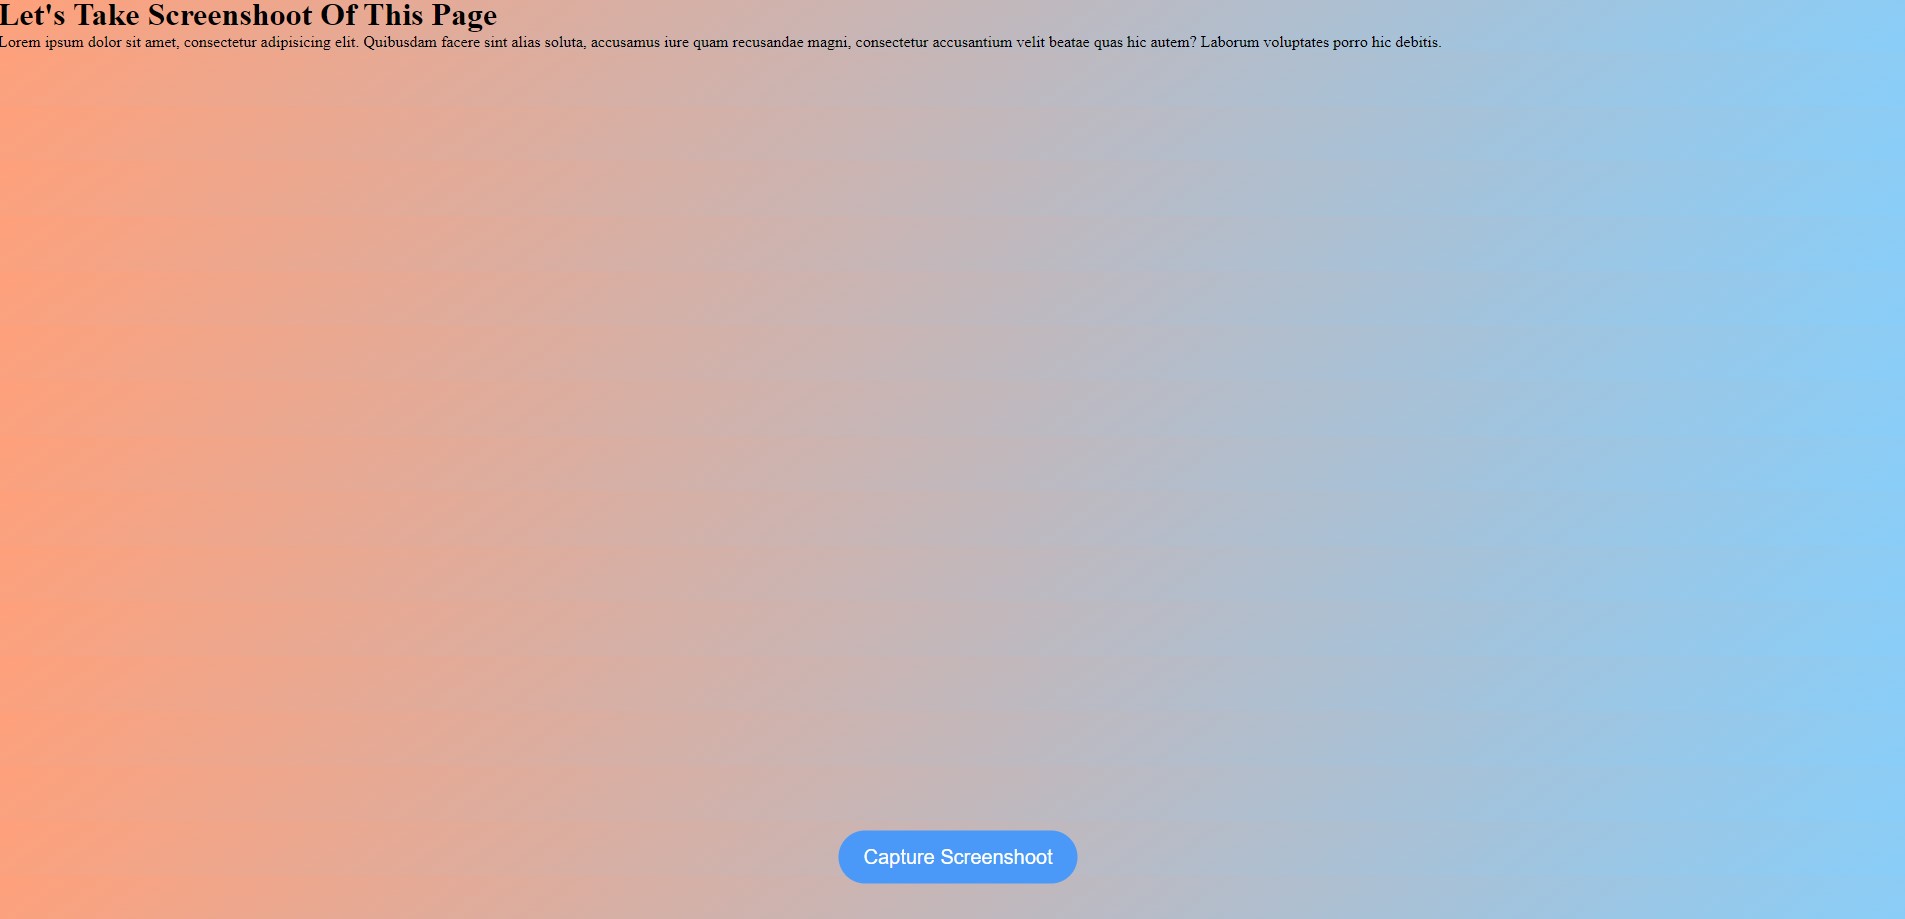 Let's Take Screenshoot Of This Page
Lorem ipsum dolor sit amet, consectetur adipisicing elit. Quibusdam facere sint alias soluta, accusamus iure quam recusandae magni, consectetur accusantium velit beatae quas hic autem? Laborum voluptates porro hic debitis.
Capture Screenshoot